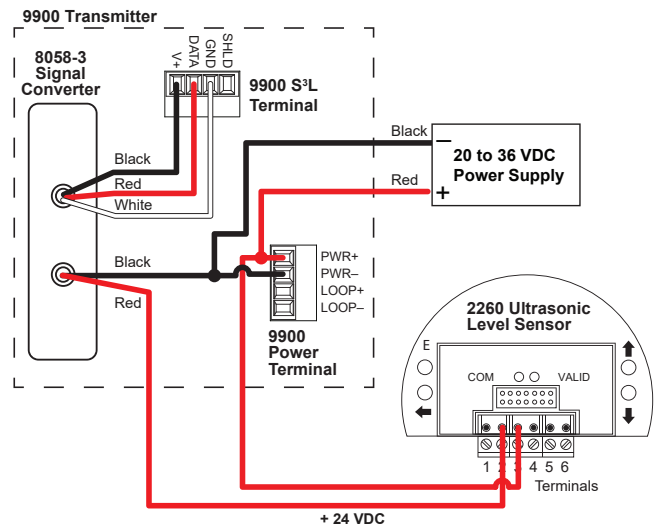 9900 Transmitter
8058-3
Signal
Converter
V+
DATA
GND
SHLD
9900 S³L
Terminal
Black
Red
White
Black
Red
Black
Red
20 to 36 VDC
Power Supply
–
+
PWR+
PWR–
LOOP+
LOOP–
9900
Power
Terminal
2260 Ultrasonic
Level Sensor
E
COM
VALID
1 2 3 4 5 6
Terminals
+ 24 VDC